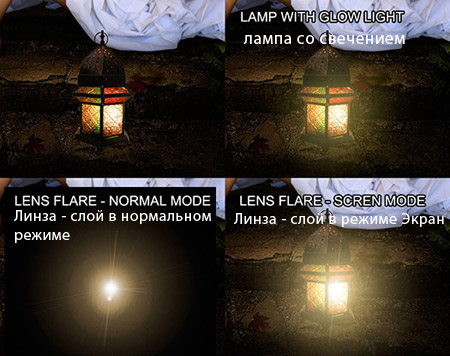 LAMP WITH GLOW LIGHT
лампа со свечением
LENS FLARE - NORMAL MODE
Линза - слой в нормальном
режиме
LENS FLARE - SCREN MODE
Линза - слой в режиме Экран